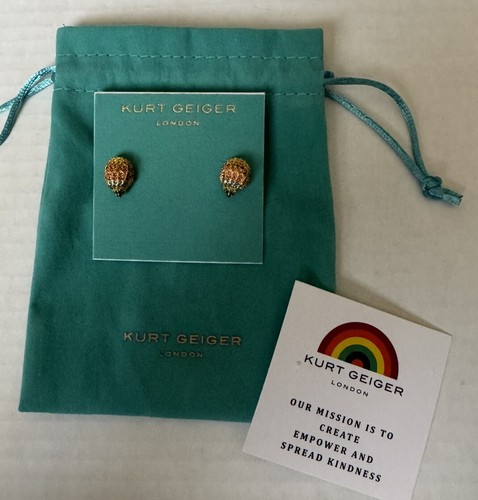 KURT GEIGER
LONDON
KURT GEIGER
LONDON
KURT GEIGER
LONDON
OUR MISSION IS TO
CREATE
EMPOWER AND
SPREAD KINDNESS